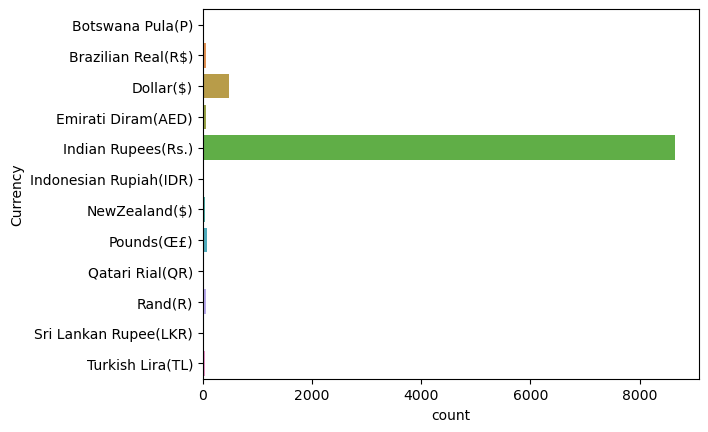 Currency
Botswana Pula(P)
Brazilian Real(R$)
Dollar($)
Emirati Diram(AED)
Indian Rupees(Rs.)
Indonesian Rupiah(IDR)
NewZealand($)
Pounds(Œ£)
Qatari Rial(QR)
Rand(R)
Sri Lankan Rupee(LKR)
Turkish Lira(TL)
0 2000 4000 6000 8000
count